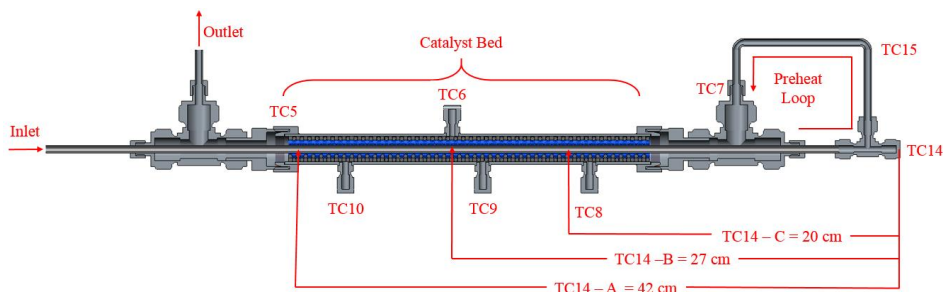 Outlet
Catalyst Bed
TC15
TC7
Preheat
Loop
TC5
TC6
Inlet
TC14
TC10
TC9
TC8
TC14 – C = 20 cm
TC14 –B = 27 cm
TC14 – A = 42 cm